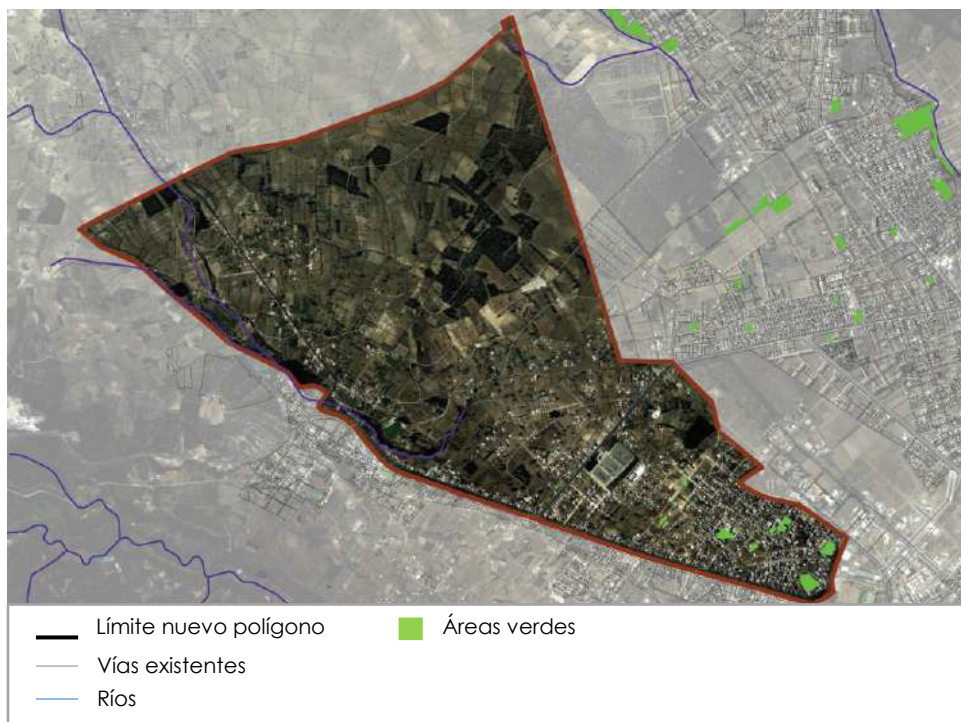 Límite nuevo polígono
Áreas verdes
Vías existentes
Ríos